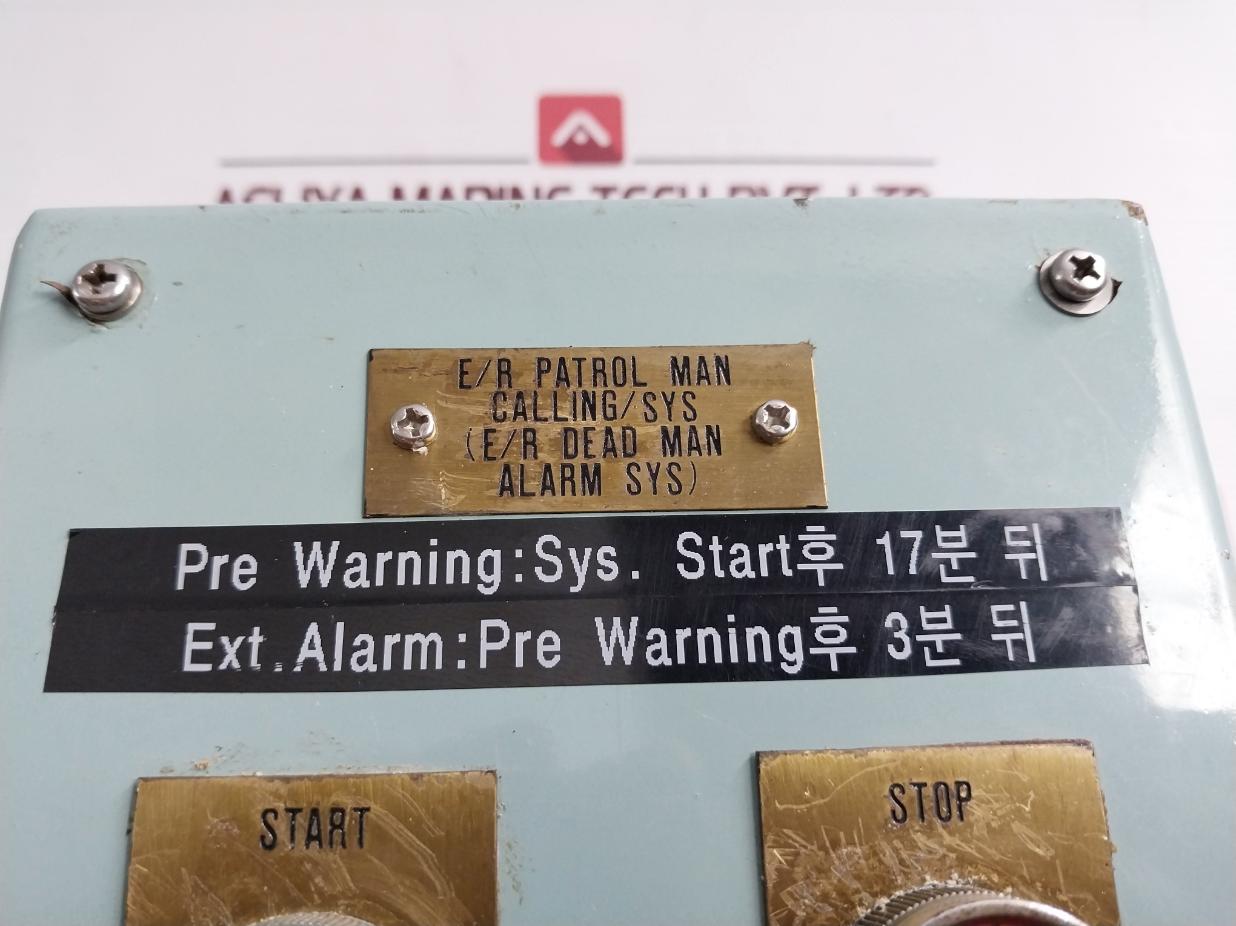 E/R PATROL MAN
CALLING/SYS
(E/R DEAD MAN
ALARM SYS)
Pre Warning:Sys. Start후 17분 뒤
Ext.Alarm:Pre Warning후 3분 뒤
START
STOP